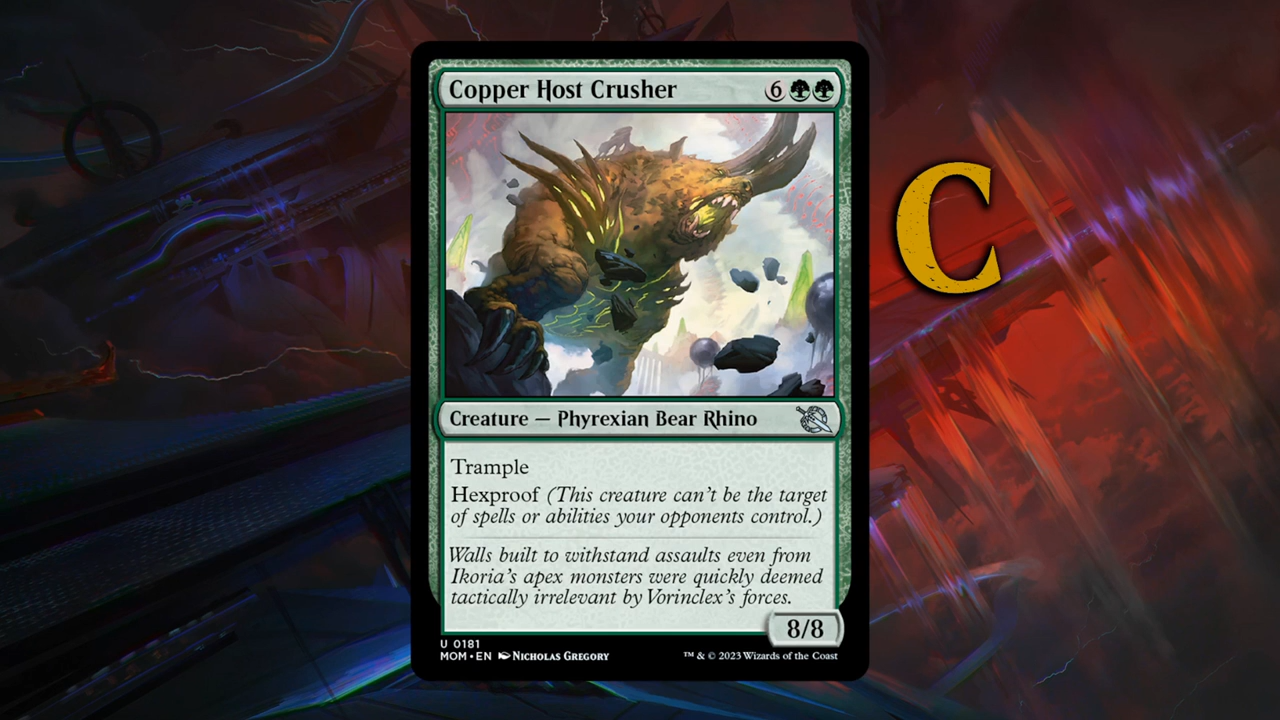 Copper Host Crusher 6
C
Creature — Phyrexian Bear Rhino
Trample
Hexproof (This creature can't be the target
of spells or abilities your opponents control.)
Walls built to withstand assaults even from
Ikoria's apex monsters were quickly deemed
tactically irrelevant by Vorinclex's forces.
8/8
U 0181
MOM • EN Nicholas Gregory
™ & © 2023 Wizards of the Coast